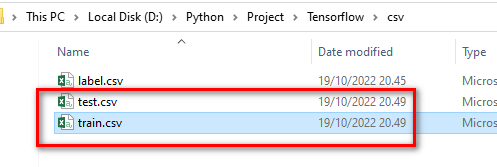 This PC > Local Disk (D:) > Python > Project > Tensorflow > csv
Name Date modified Type
label.csv 19/10/2022 20.45 Micros
test.csv 19/10/2022 20.49 Micros
train.csv 19/10/2022 20.49 Micros